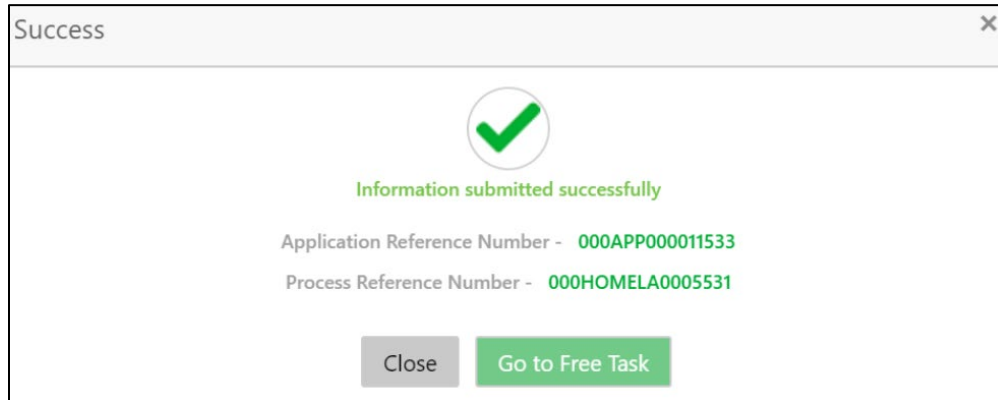 Success
×
Information submitted successfully
Application Reference Number - 000APP000011533
Process Reference Number - 000HOMELA0005531
Close Go to Free Task